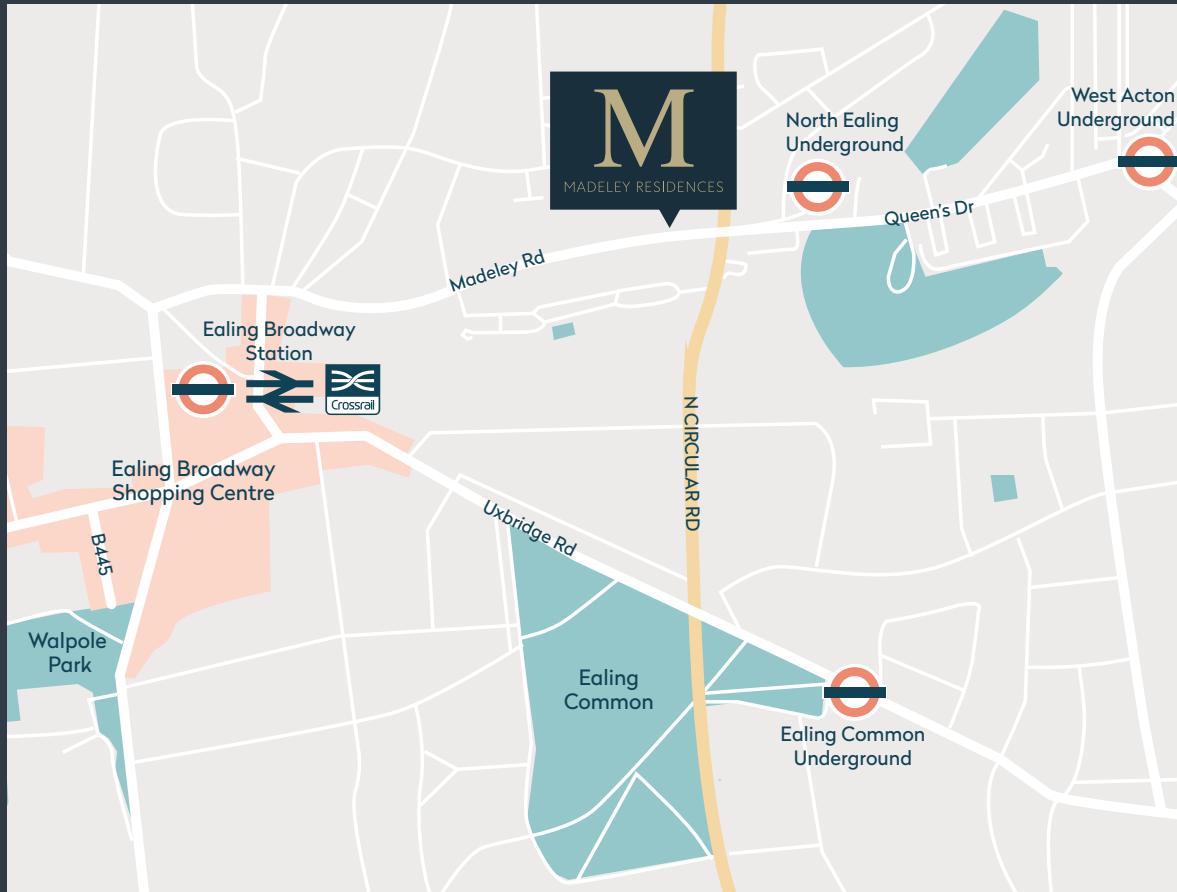 West Acton
Underground
North Ealing
Underground
M
MADELEY RESIDENCES
Queen's Dr
Madeley Rd
Ealing Broadway
Station
Crossrail
N CIRCULAR RD
Ealing Broadway
Shopping Centre
Uxbridge Rd
B445
Walpole
Park
Ealing
Common
Ealing Common
Underground